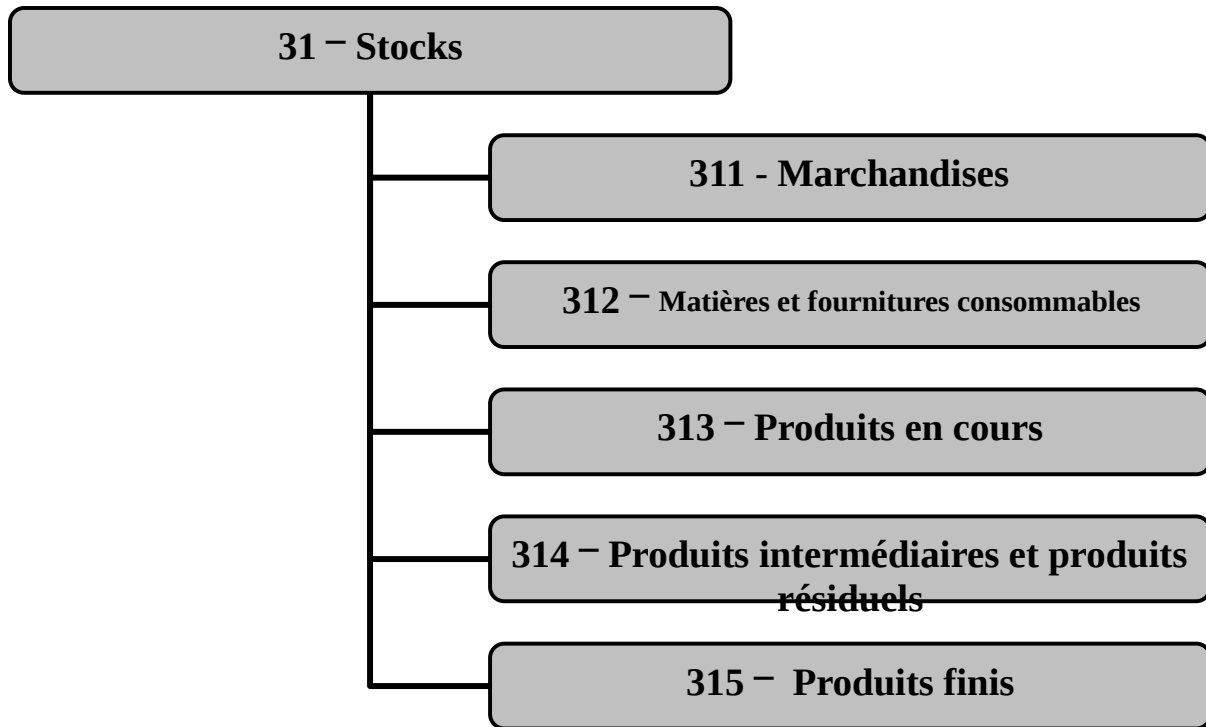 31 – Stocks
311 - Marchandises
312 – Matières et fournitures consommables
313 – Produits en cours
314 – Produits intermédiaires et produits
résiduels
315 –  Produits finis